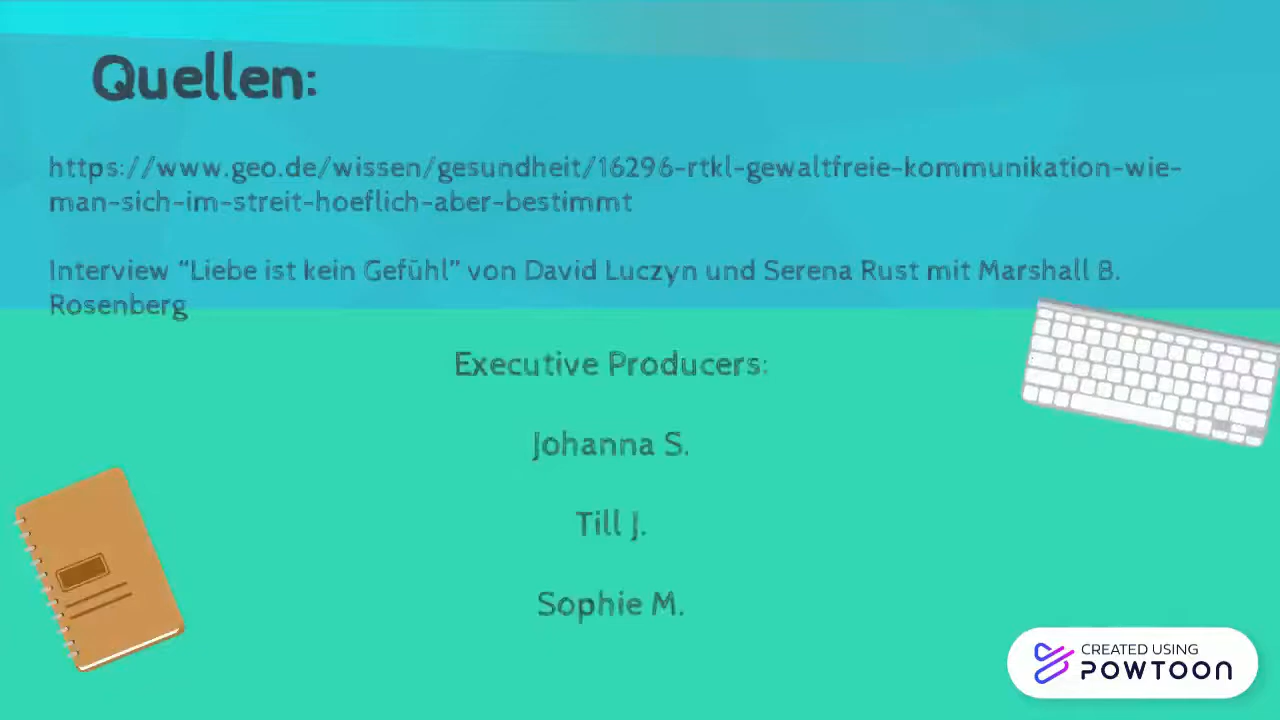 Quellen:
https://www.geo.de/wissen/gesundheit/16296-rtkl-gewaltfreie-kommunikation-wie-
man-sich-im-streit-hoeflich-aber-bestimmt
Interview “Liebe ist kein Gefühl” von David Luczyn und Serena Rust mit Marshall B.
Rosenberg
Executive Producers:
Johanna S.
Till J.
Sophie M.
CREATED USING
POWTOON